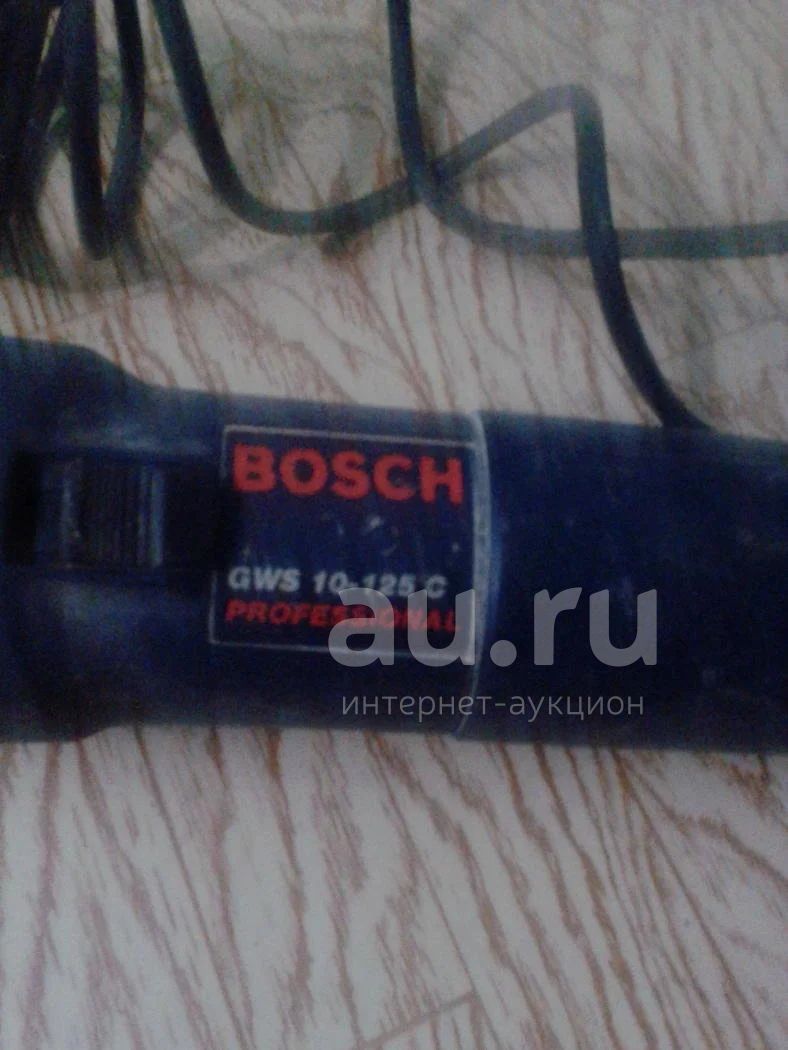 BOSCH
GWS 10-125 C
PROFESSIONAL
au.ru
интернет-аукцион